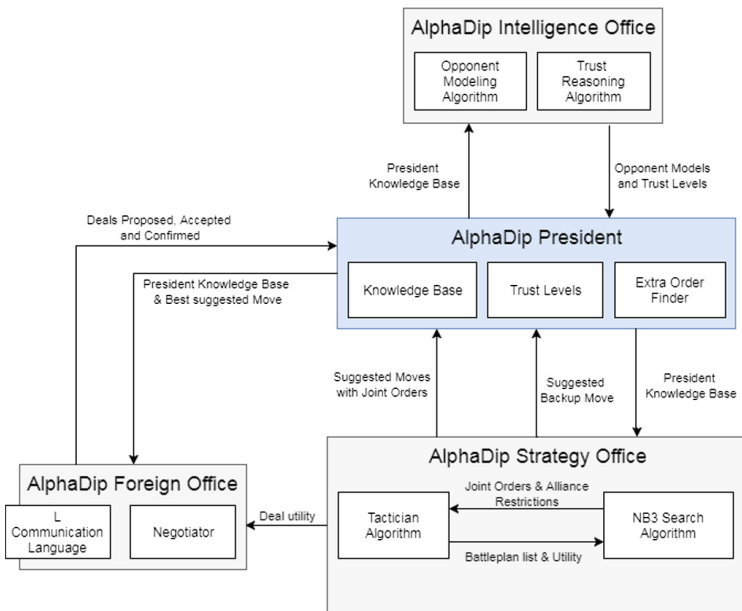 AlphaDip Intelligence Office
Opponent
Modeling
Algorithm
Trust
Reasoning
Algorithm
President
Knowledge Base
Opponent Models
and Trust Levels
Deals Proposed, Accepted
and Confirmed
AlphaDip President
Knowledge Base
Trust Levels
Extra Order
Finder
President Knowledge Base
& Best suggested Move
Suggested Moves
with Joint Orders
Suggested
Backup Move
President
Knowledge Base
AlphaDip Strategy Office
AlphaDip Foreign Office
L
Communication
Language
Negotiator
Deal utility
Tactician
Algorithm
Joint Orders & Alliance
Restrictions
NB3 Search
Algorithm
Battleplan list & Utility